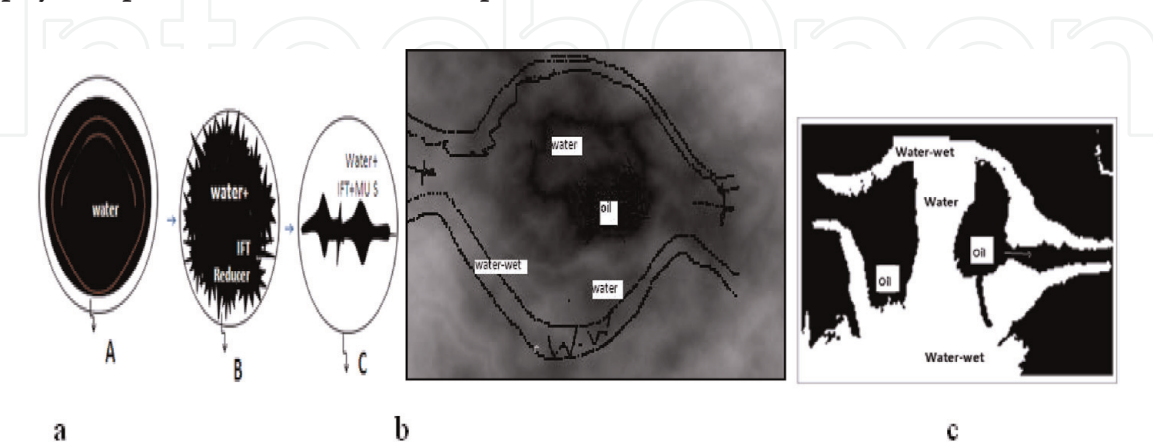 water
A
water+
IFT
Reducer
B
Water+
IFT+MU $
C
a
water
oil
water-wet
water
b
Water-wet
Water
Oil
Oil
Water-wet
c